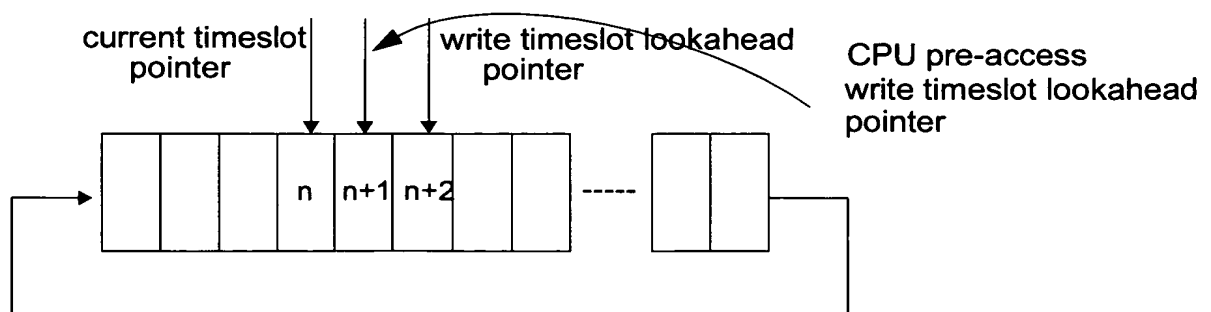 current timeslot
pointer
write timeslot lookahead
pointer
CPU pre-access
write timeslot lookahead
pointer
n n+1 n+2 -----